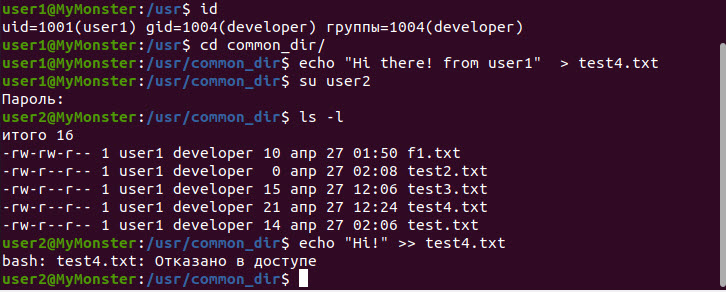 user1@MyMonster:/usr$ id
uid=1001(user1) gid=1004(developer) группы=1004(developer)
user1@MyMonster:/usr$ cd common_dir/
user1@MyMonster:/usr/common_dir$ echo "Hi there! from user1"  > test4.txt
user1@MyMonster:/usr/common_dir$ su user2
Пароль:
user2@MyMonster:/usr/common_dir$ ls -l
итого 16
-rw-rw-r-- 1 user1 developer 10 апр 27 01:50 f1.txt
-rw-r--r-- 1 user1 developer  0 апр 27 02:08 test2.txt
-rw-r--r-- 1 user1 developer 15 апр 27 12:06 test3.txt
-rw-r--r-- 1 user1 developer 21 апр 27 12:24 test4.txt
-rw-r--r-- 1 user1 developer 14 апр 27 02:06 test.txt
user2@MyMonster:/usr/common_dir$ echo "Hi!" >> test4.txt
bash: test4.txt: Отказано в доступе
user2@MyMonster:/usr/common_dir$